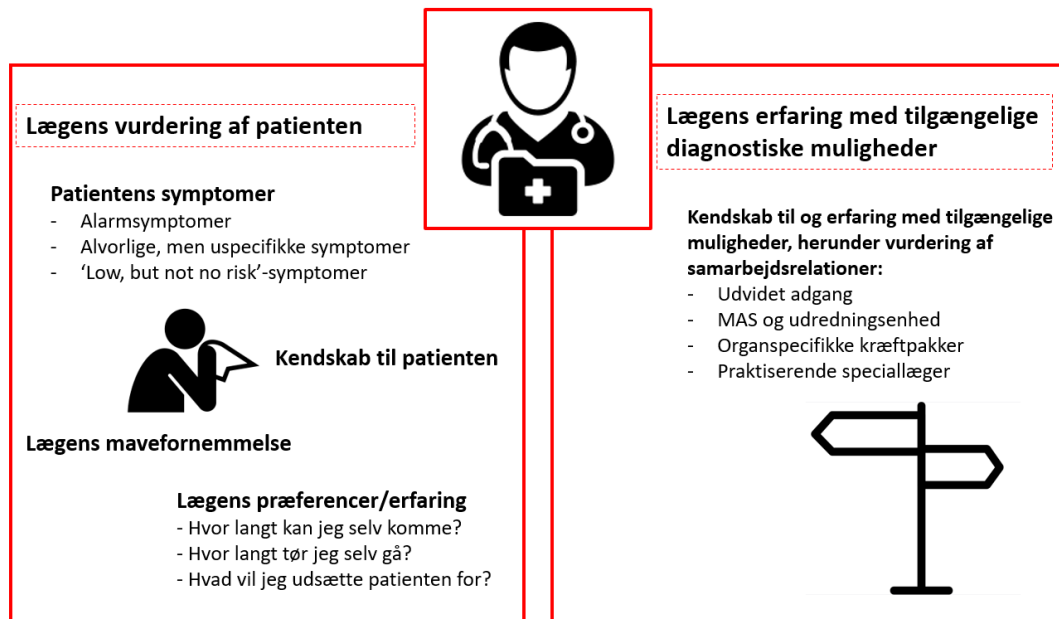 Lægens vurdering af patienten
Patientens symptomer
- Alarmsymptomer
- Alvorlige, men uspecifikke symptomer
- ‘Low, but not no risk’-symptomer
Kendskab til patienten
Lægens mavefornemmelse
Lægens præferencer/erfaring
- Hvor langt kan jeg selv komme?
- Hvor langt tør jeg selv gå?
- Hvad vil jeg udsætte patienten for?
Lægens erfaring med tilgængelige
diagnostiske muligheder
Kendskab til og erfaring med tilgængelige
muligheder, herunder vurdering af
samarbejdsrelationer:
- Udvidet adgang
- MAS og udredningsenhed
- Organspecifikke kræftpakker
- Praktiserende speciallæger